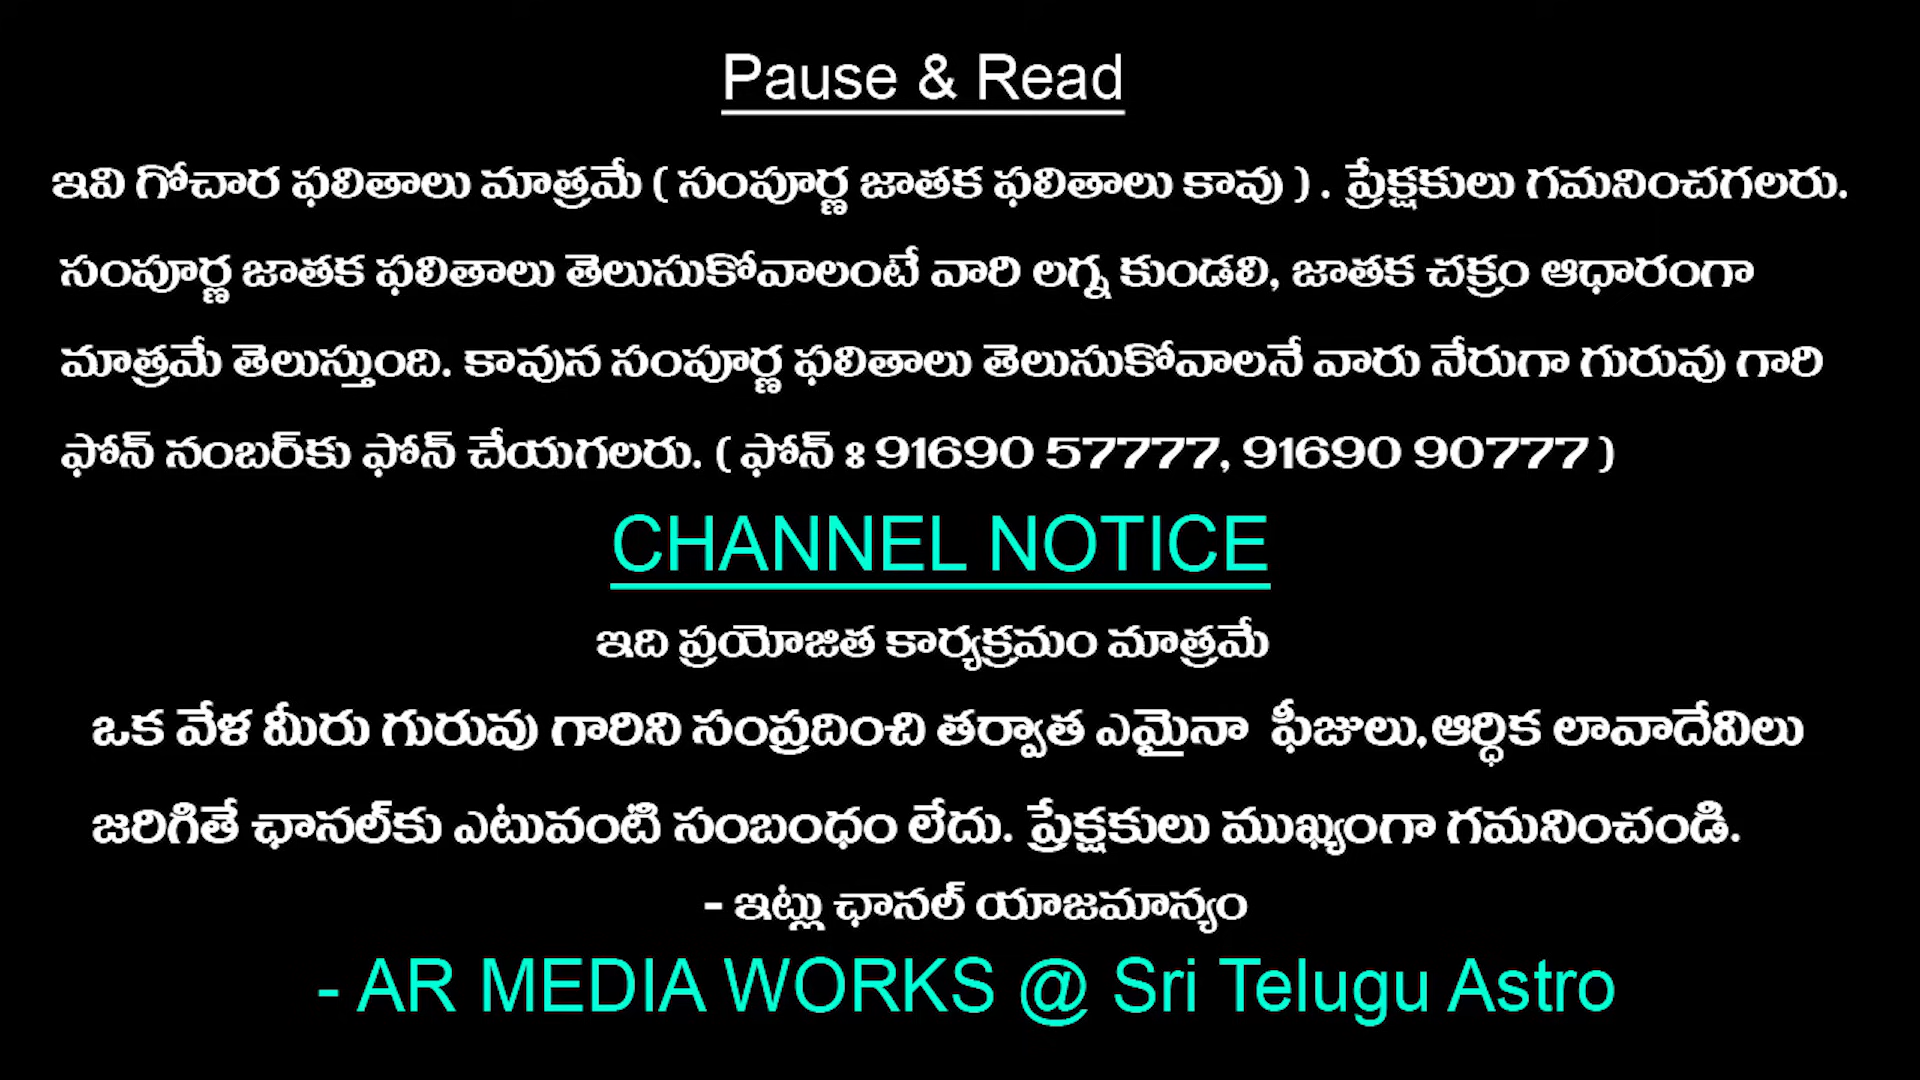 Pause & Read
ఇవి గోచార ఫలితాలు మాత్రమే ( సంపూర్ణ జాతక ఫలితాలు కావు ) . ప్రేక్షకులు గమనించగలరు.
సంపూర్ణ జాతక ఫలితాలు తెలుసుకోవాలంటే వారి లగ్న కుండలి, జాతక చక్రం ఆధారంగా
మాత్రమే తెలుస్తుంది. కావున సంపూర్ణ ఫలితాలు తెలుసుకోవాలనే వారు నేరుగా గురువు గారి
ఫోన్ నంబర్‌కు ఫోన్ చేయగలరు. ( ఫోన్ ః 91690 57777, 91690 90777 )
CHANNEL NOTICE
ఇది ప్రయోజిత కార్యక్రమం మాత్రమే
ఒక వేళ మీరు గురువు గారిని సంప్రదించి తర్వాత ఎమైనా ఫీజులు,ఆర్ధిక లావాదేవిలు
జరిగితే ఛానల్‌కు ఎటువంటి సంబంధం లేదు. ప్రేక్షకులు ముఖ్యంగా గమనించండి.
- ఇట్లు ఛానల్ యాజమాన్యం
- AR MEDIA WORKS @ Sri Telugu Astro